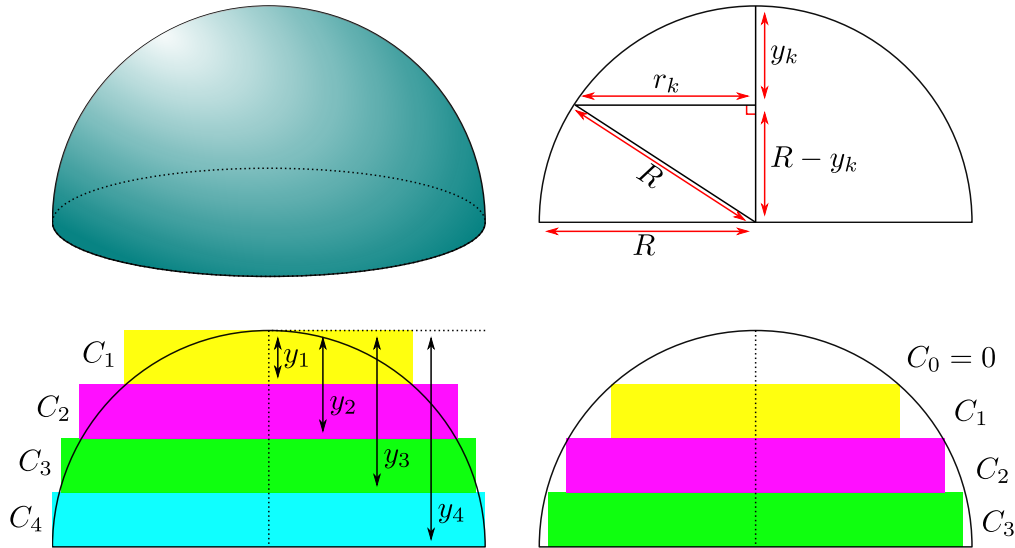 y_k
r_k
R − y_k
R
R
C_1
y_1
C_2
y_2
C_3
y_3
C_4
y_4
C_0 = 0
C_1
C_2
C_3